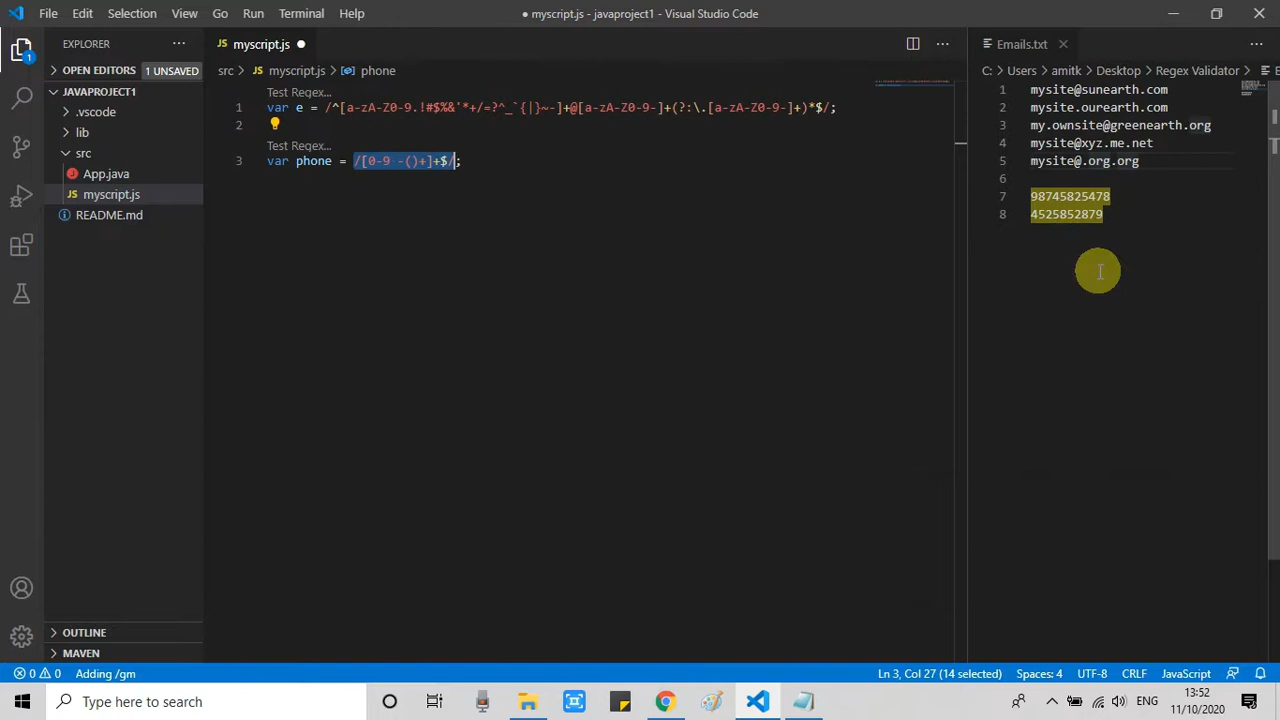 File Edit Selection View Go Run Terminal Help
● myscript.js - javaproject1 - Visual Studio Code
EXPLORER
OPEN EDITORS 1 UNSAVED
JAVAPROJECT1
.vscode
lib
src
App.java
myscript.js
README.md
OUTLINE
MAVEN
1
JS myscript.js
src > JS myscript.js > phone
Test Regex...
1 var e = /^[a-zA-Z0-9.!#$%&'*+/=?^_`{|}~-]+@[a-zA-Z0-9-]+(?:\.[a-zA-Z0-9-]+)*$/;
2
Test Regex...
3 var phone = /[0-9 -()+]+$/;
Emails.txt
C: > Users > amitk > Desktop > Regex Validator >
1 mysite@sunearth.com
2 mysite.ourearth.com
3 my.ownsite@greenearth.org
4 mysite@xyz.me.net
5 mysite@.org.org
6
7 98745825478
8 4525852879
0 0 Adding /gm
Ln 3, Col 27 (14 selected) Spaces: 4 UTF-8 CRLF JavaScript
Type here to search
ENG
13:52
11/10/2020